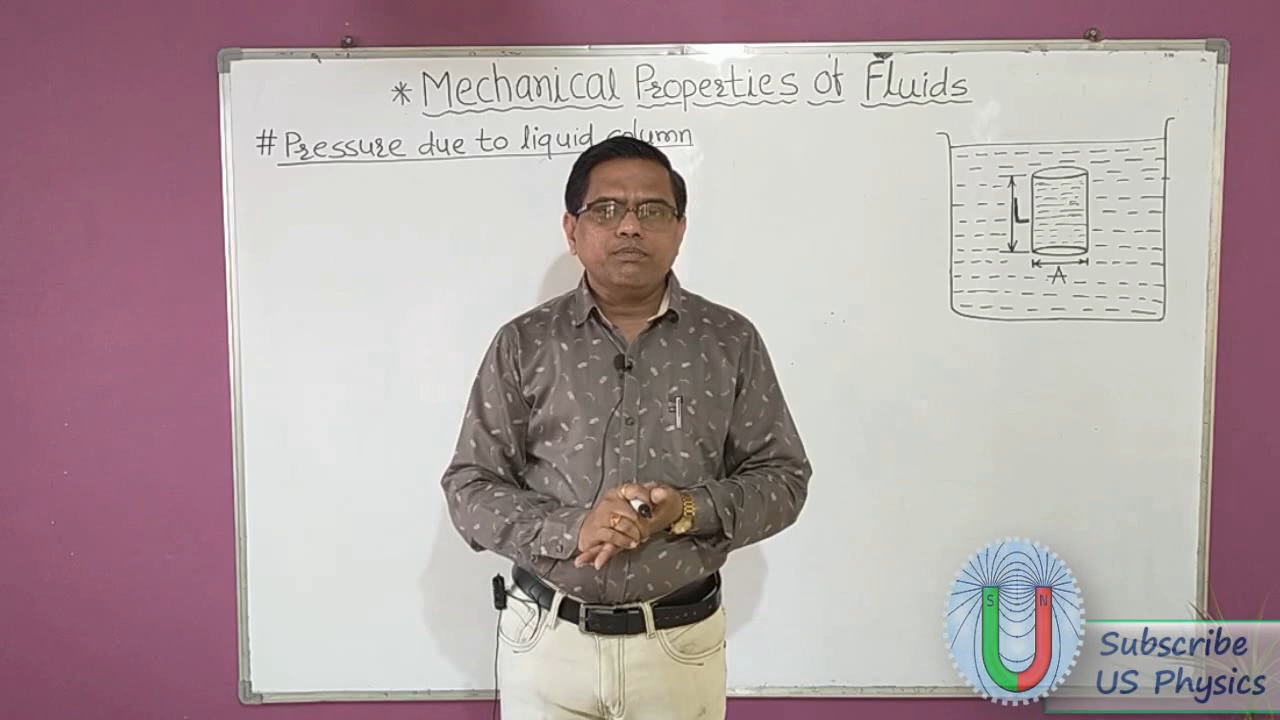 * Mechanical Properties of Fluids
# Pressure due to liquid column
L
A
S N
Subscribe
US Physics